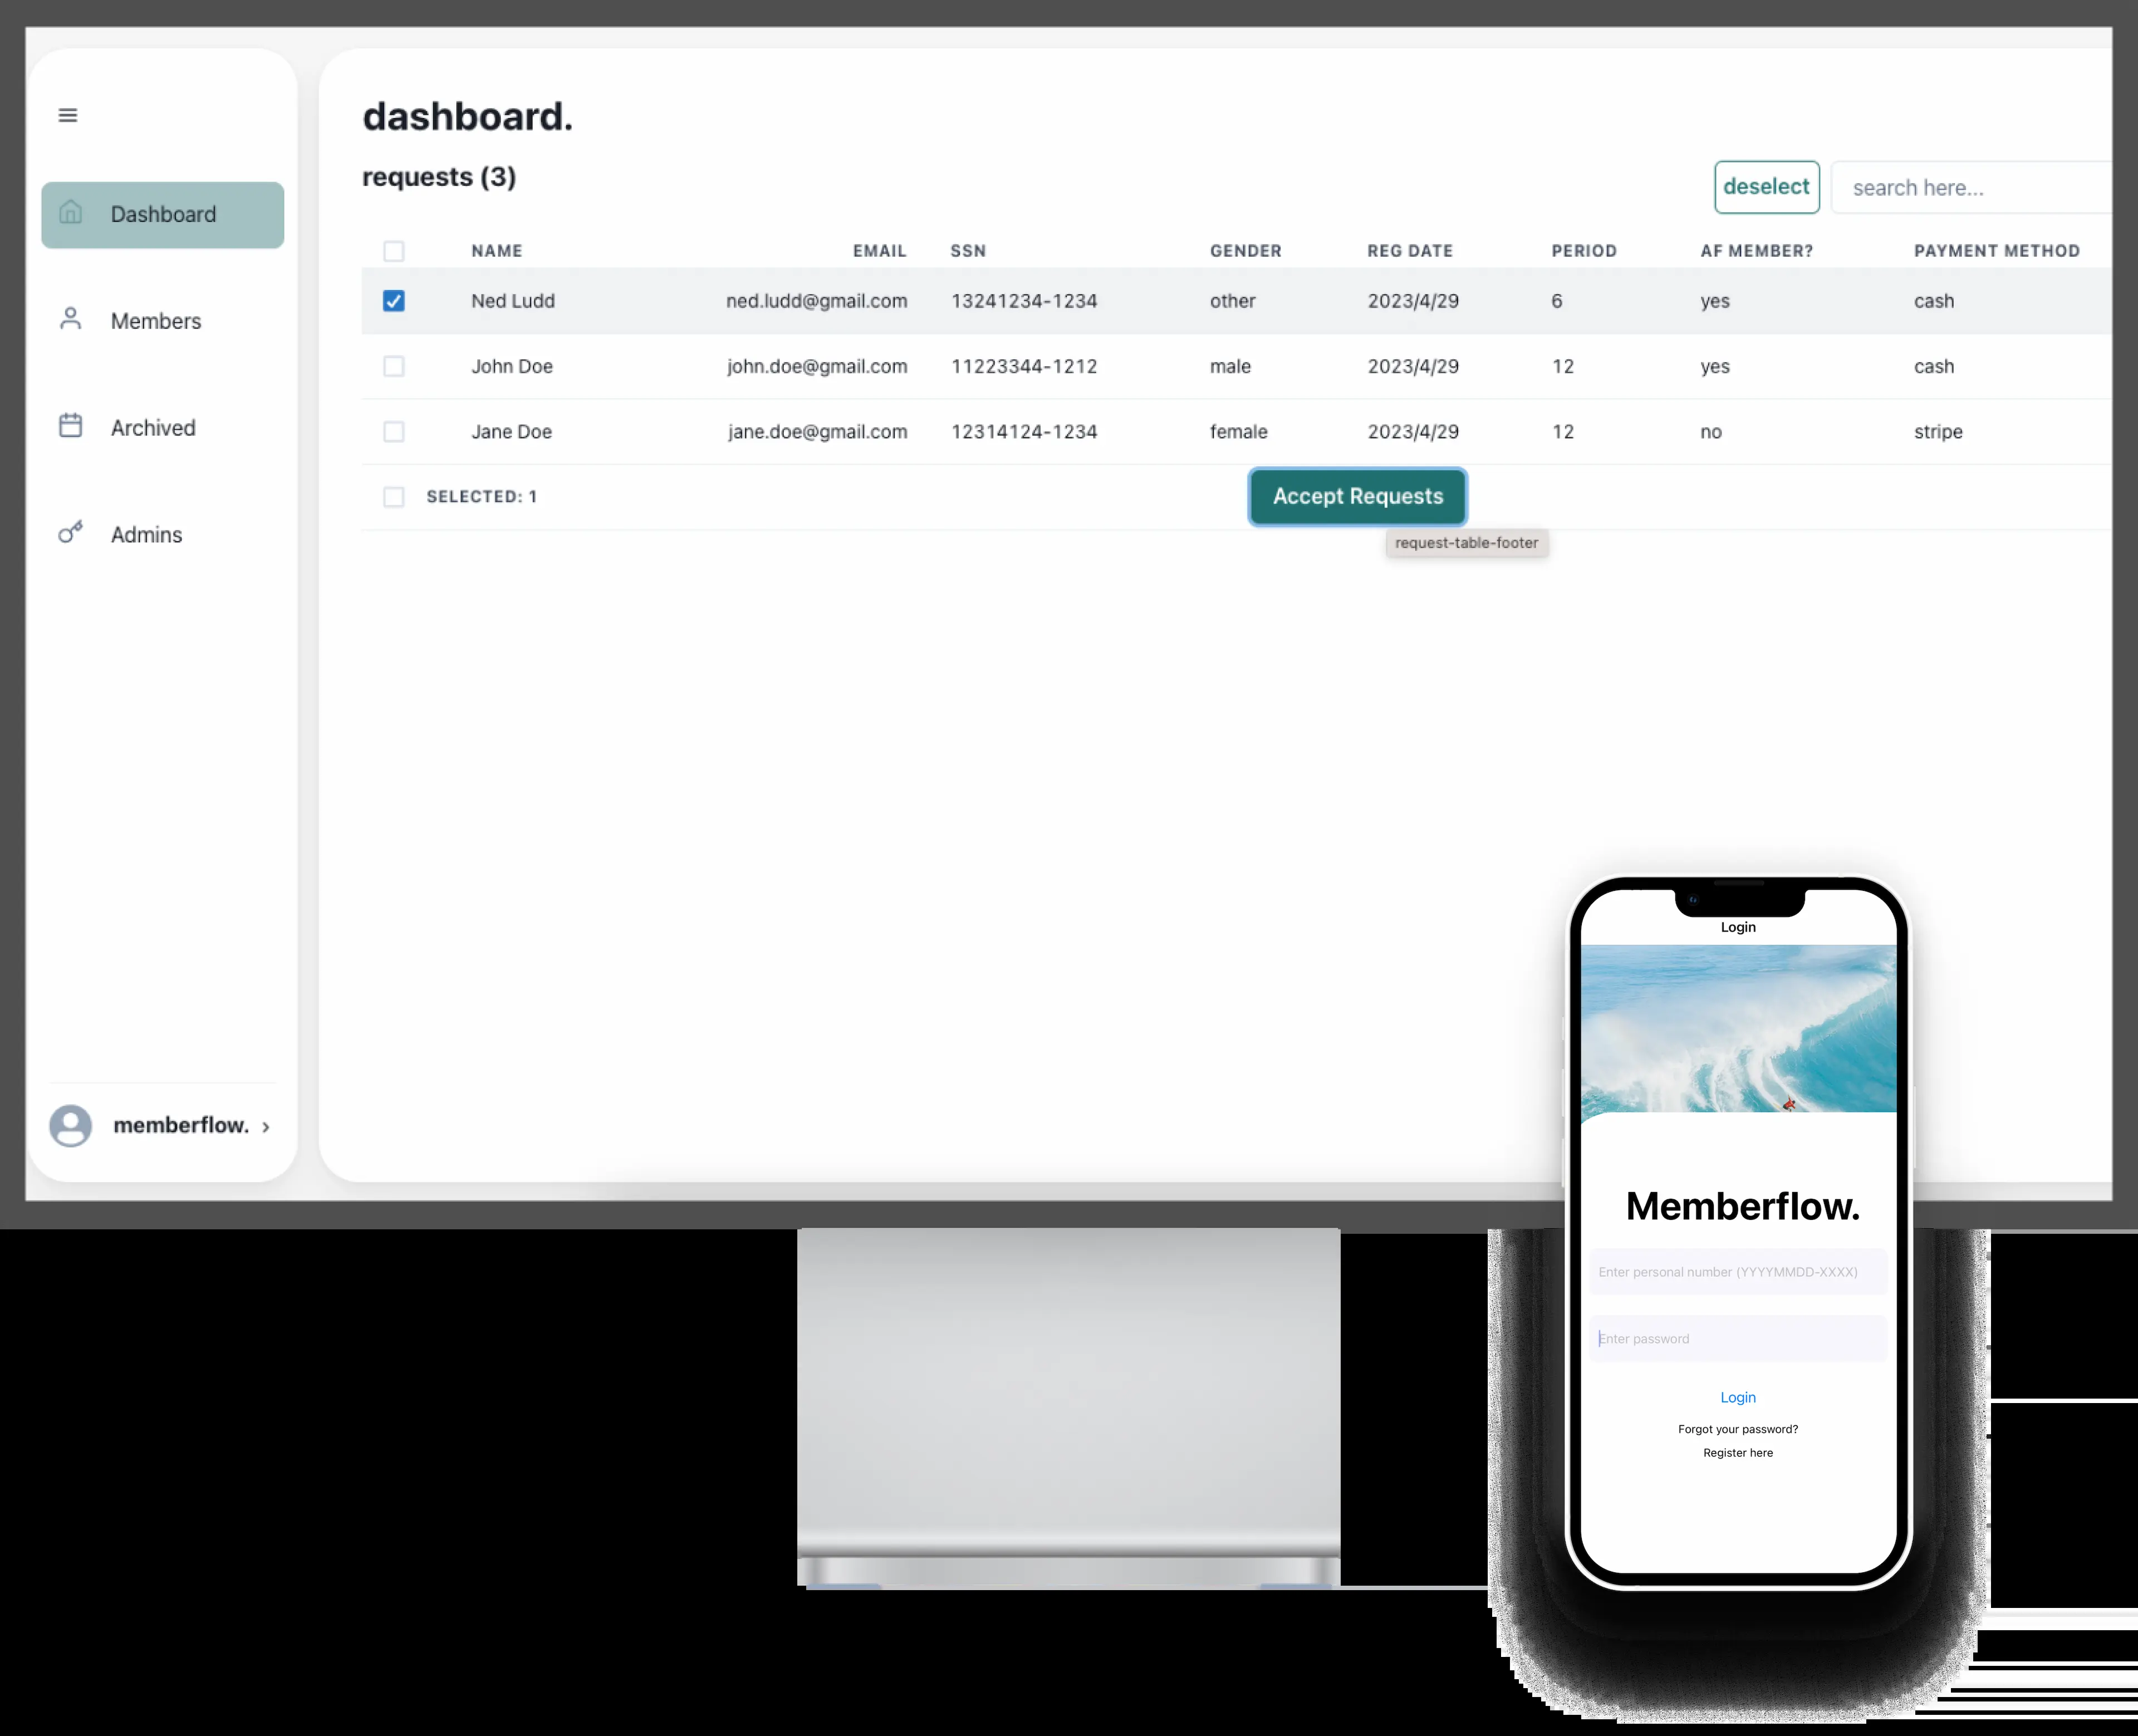 dashboard.
requests (3)
deselect
search here...
Dashboard
Members
Archived
Admins
NAME EMAIL SSN GENDER REG DATE PERIOD AF MEMBER? PAYMENT METHOD
Ned Ludd ned.ludd@gmail.com 13241234-1234 other 2023/4/29 6 yes cash
John Doe john.doe@gmail.com 11223344-1212 male 2023/4/29 12 yes cash
Jane Doe jane.doe@gmail.com 12314124-1234 female 2023/4/29 12 no stripe
SELECTED: 1 Accept Requests
request-table-footer
memberflow. ›
Login
Memberflow.
Enter personal number (YYYYMMDD-XXXX)
Enter password
Login
Forgot your password?
Register here